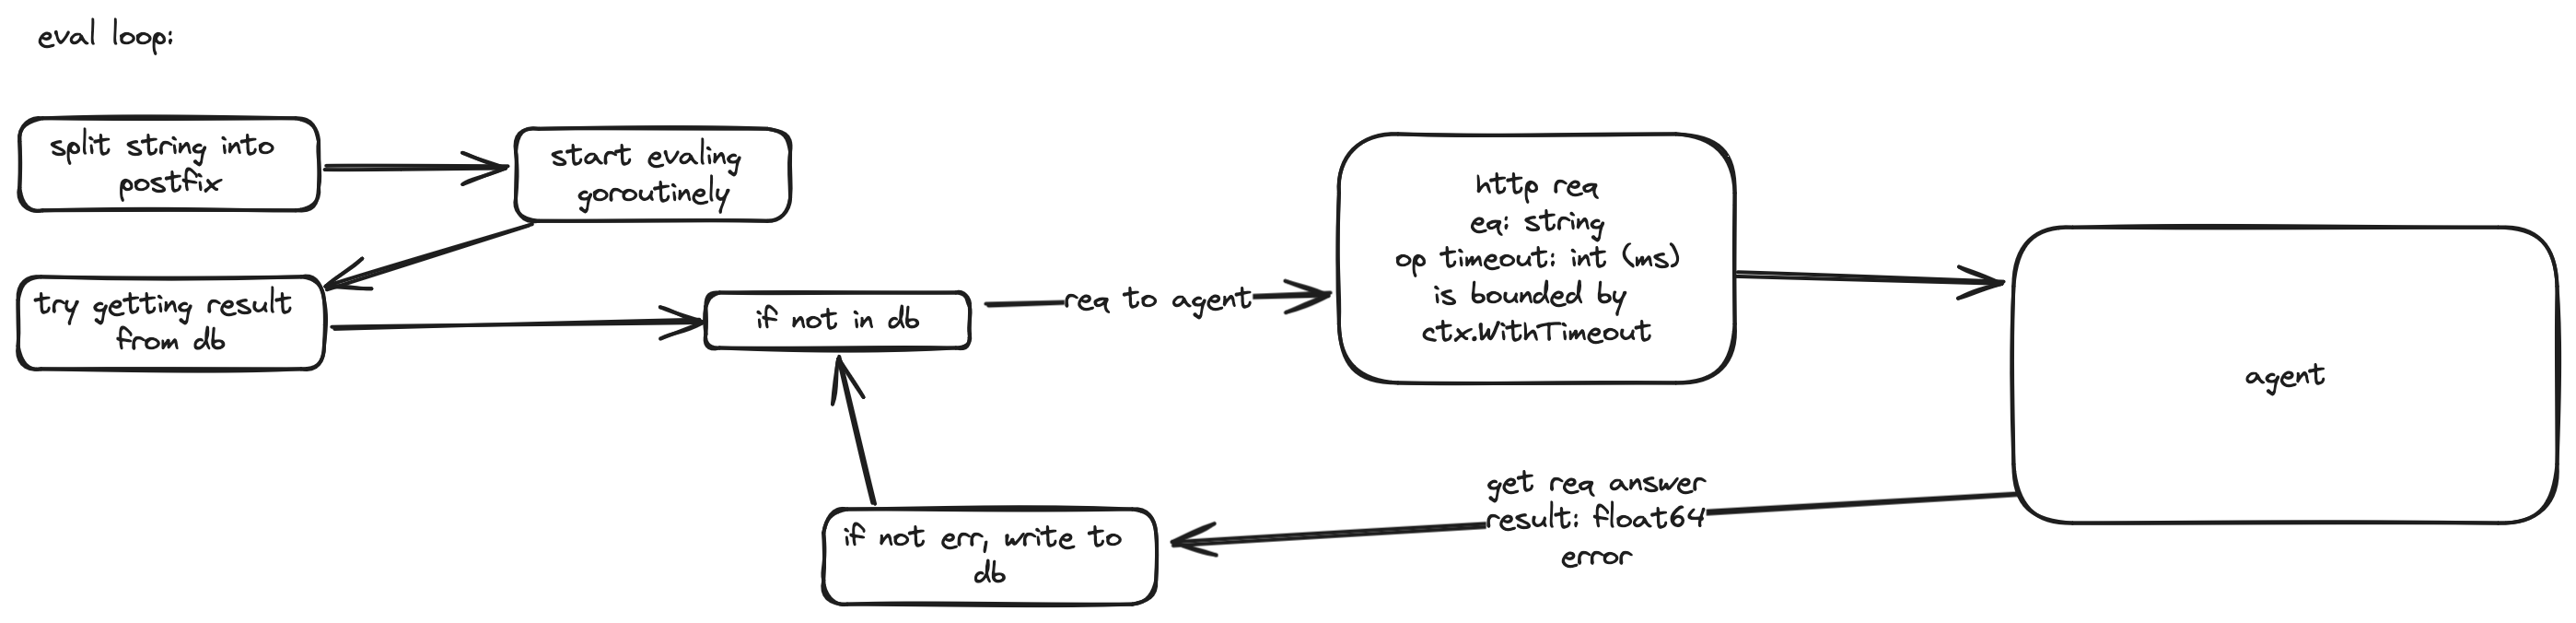 eval loop:
split string into
postfix
start evaling
goroutinely
try getting result
from db
if not in db
req to agent
http req
eq: string
op timeout: int (ms)
is bounded by
ctx.WithTimeout
agent
get req answer
result: float64
error
if not err, write to
db